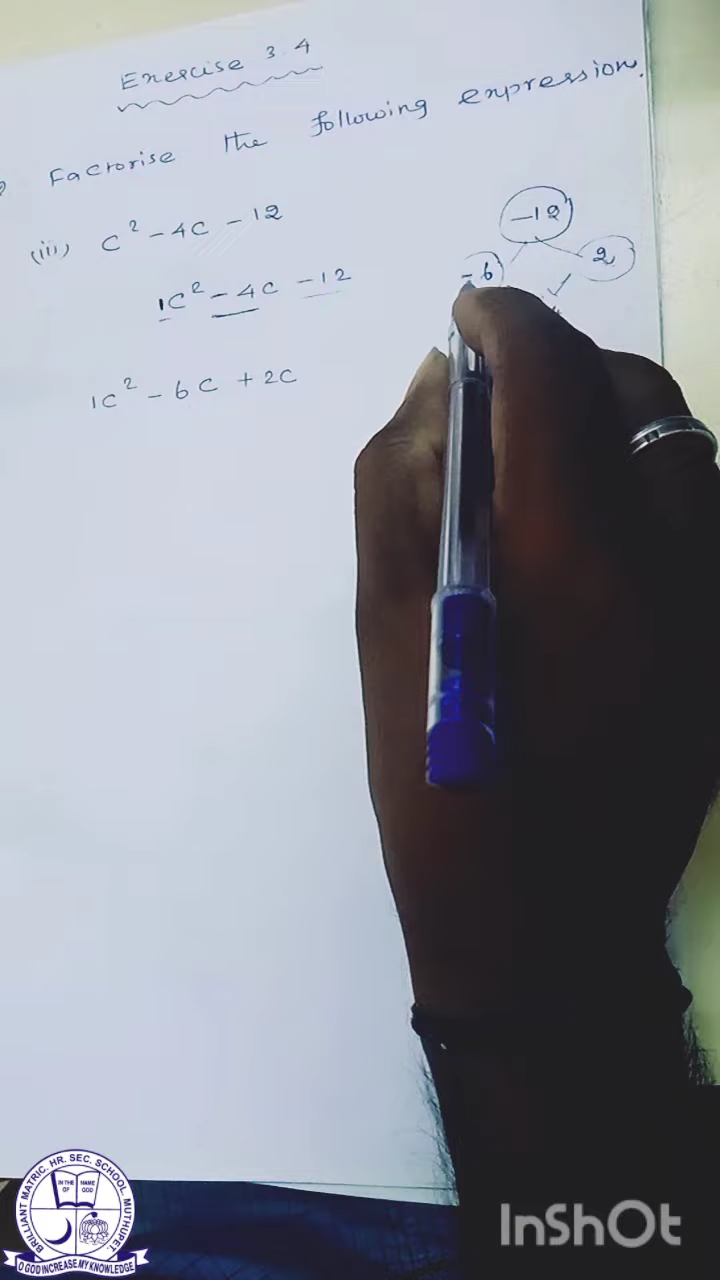 Exercise 3.4
Factorise the following expression.
(iii) c² - 4c - 12
1c² - 4c - 12
1c² - 6c + 2c
-12
-6 2
BRILLIANT MATRIC. HR. SEC. SCHOOL, MUTHUPET.
IN THE NAME
OF GOD
O GOD INCREASE MY KNOWLEDGE
InShOt